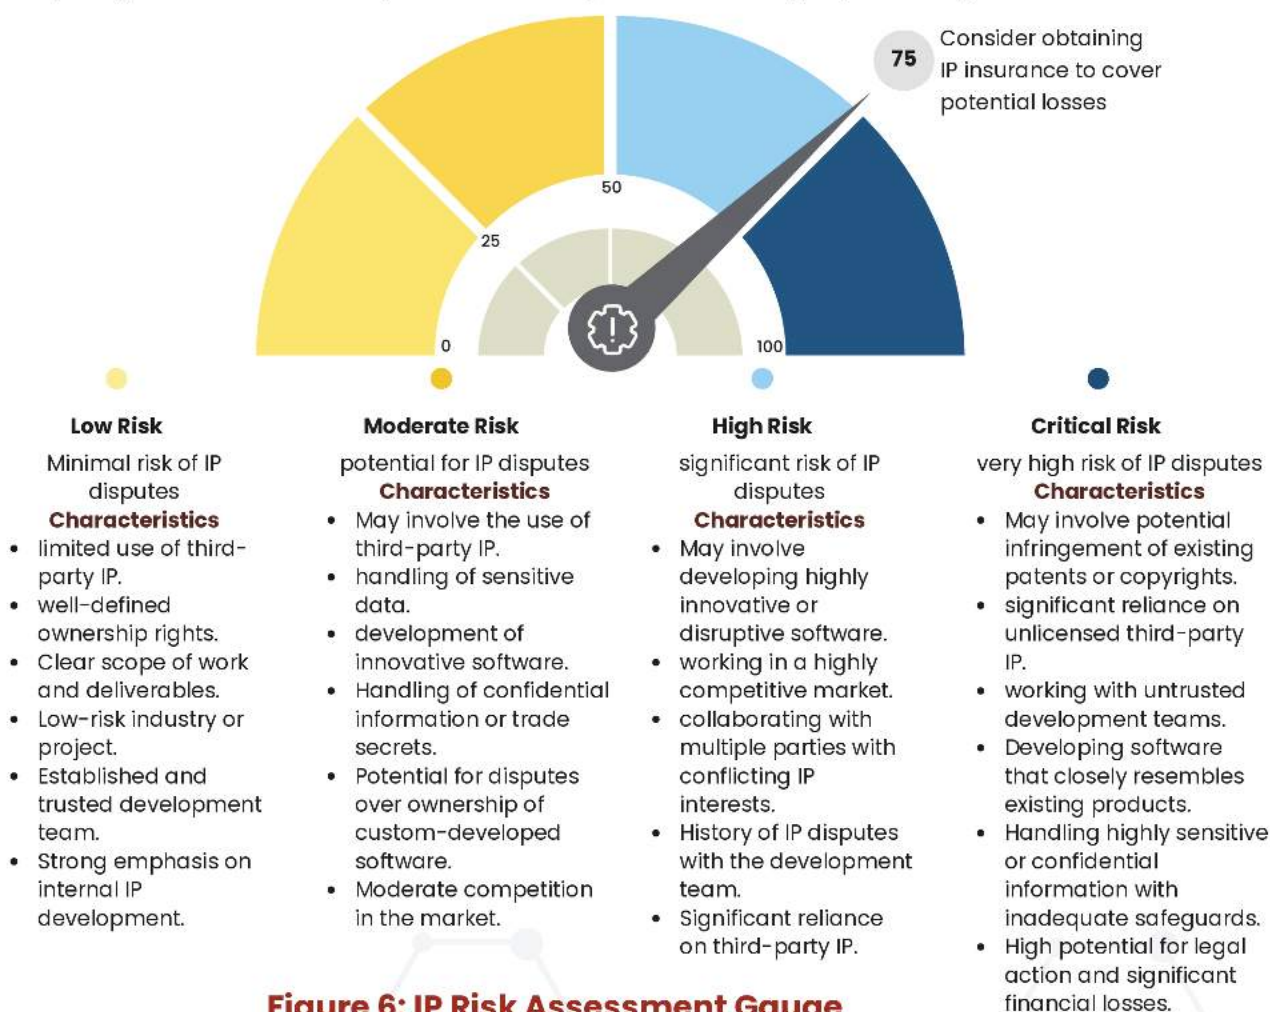 75
Consider obtaining
IP insurance to cover
potential losses
50
25
0
100
Low Risk
Minimal risk of IP
disputes
Characteristics
• limited use of third-
party IP.
• well-defined
ownership rights.
• Clear scope of work
and deliverables.
• Low-risk industry or
project.
• Established and
trusted development
team.
• Strong emphasis on
internal IP
development.
Moderate Risk
potential for IP disputes
Characteristics
• May involve the use of
third-party IP.
• handling of sensitive
data.
• development of
innovative software.
• Handling of confidential
information or trade
secrets.
• Potential for disputes
over ownership of
custom-developed
software.
• Moderate competition
in the market.
High Risk
significant risk of IP
disputes
Characteristics
• May involve
developing highly
innovative or
disruptive software.
• working in a highly
competitive market.
• collaborating with
multiple parties with
conflicting IP
interests.
• History of IP disputes
with the development
team.
• Significant reliance
on third-party IP.
Critical Risk
very high risk of IP disputes
Characteristics
• May involve potential
infringement of existing
patents or copyrights.
• significant reliance on
unlicensed third-party
IP.
• working with untrusted
development teams.
• Developing software
that closely resembles
existing products.
• Handling highly sensitive
or confidential
information with
inadequate safeguards.
• High potential for legal
action and significant
financial losses.
Figure 6: IP Risk Assessment Gauge